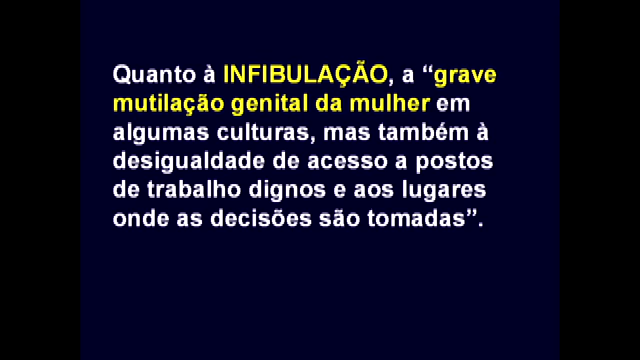 Quanto à INFIBULAÇÃO, a “grave
mutilação genital da mulher em
algumas culturas, mas também à
desigualdade de acesso a postos
de trabalho dignos e aos lugares
onde as decisões são tomadas”.